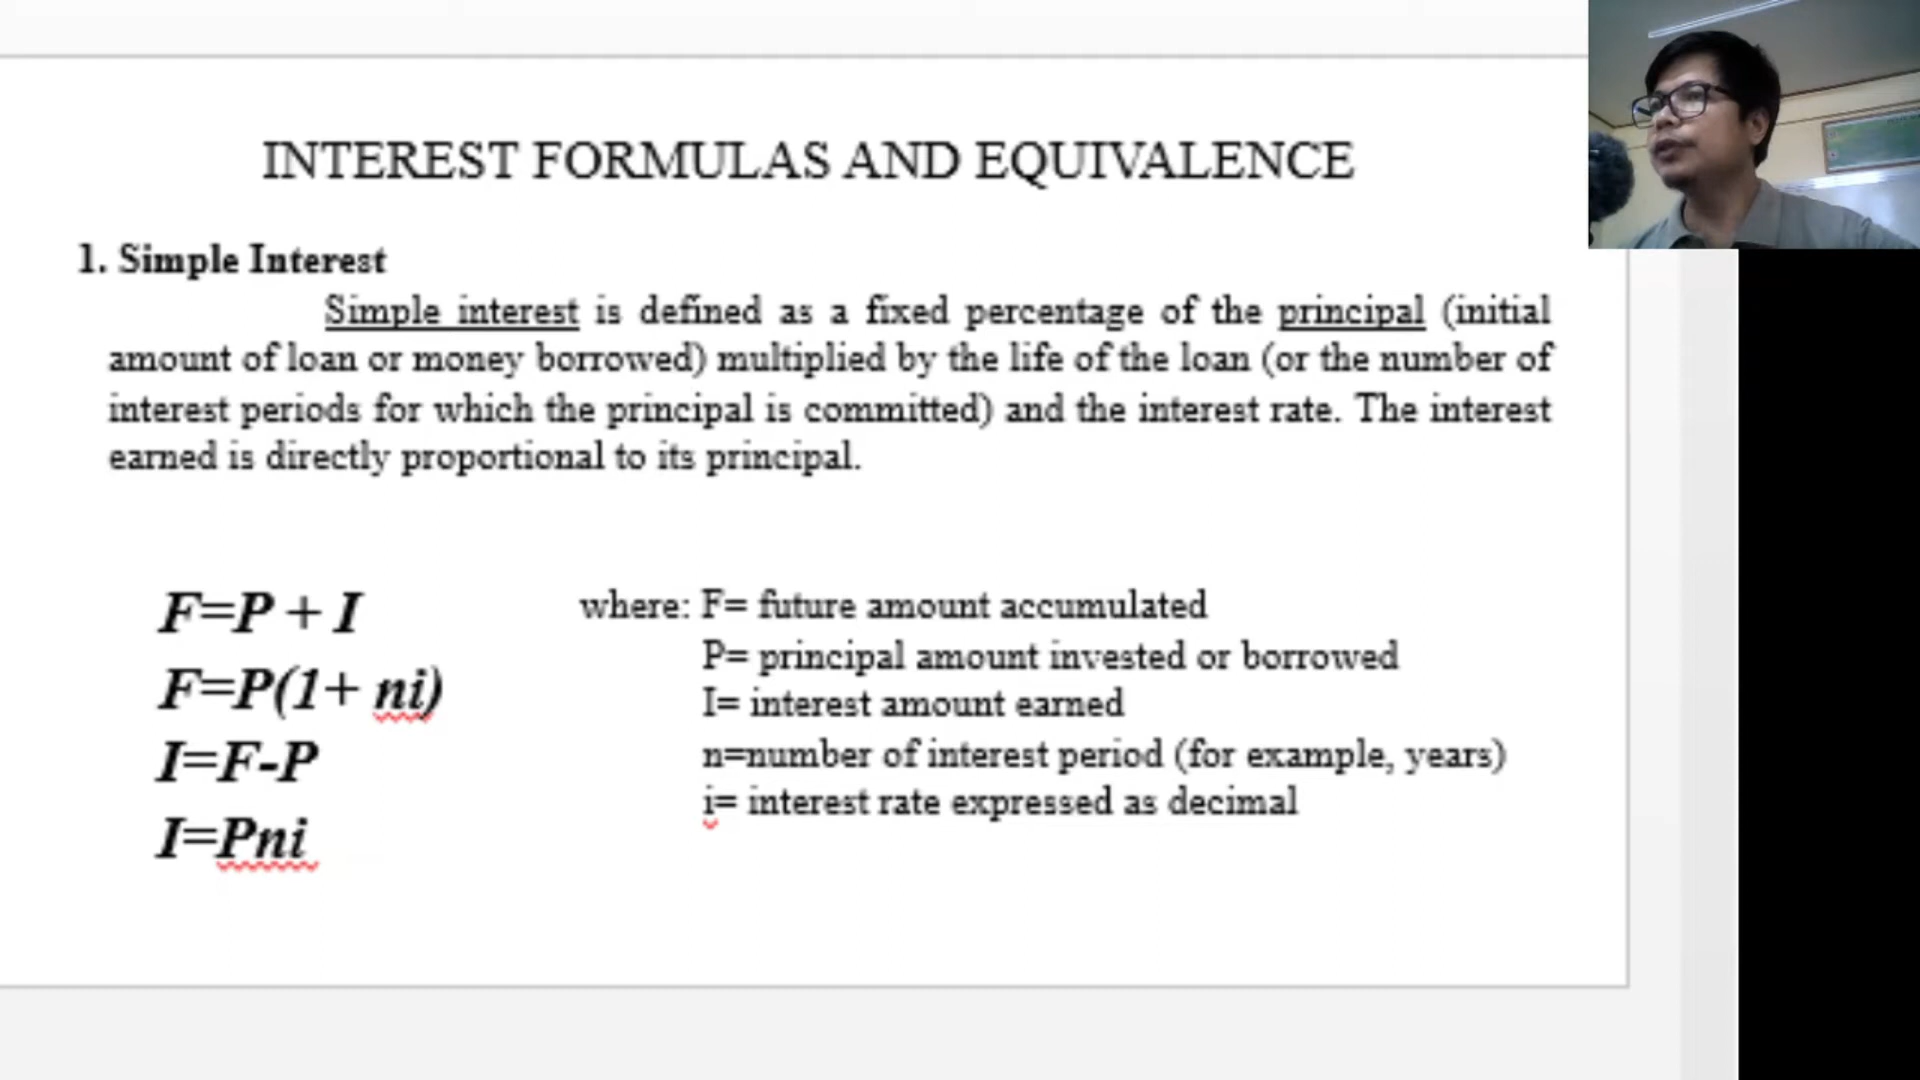 INTEREST FORMULAS AND EQUIVALENCE
1. Simple Interest
Simple interest is defined as a fixed percentage of the principal (initial
amount of loan or money borrowed) multiplied by the life of the loan (or the number of
interest periods for which the principal is committed) and the interest rate. The interest
earned is directly proportional to its principal.
F=P + I
F=P(1+ ni)
I=F-P
I=Pni
where: F= future amount accumulated
P= principal amount invested or borrowed
I= interest amount earned
n=number of interest period (for example, years)
i= interest rate expressed as decimal